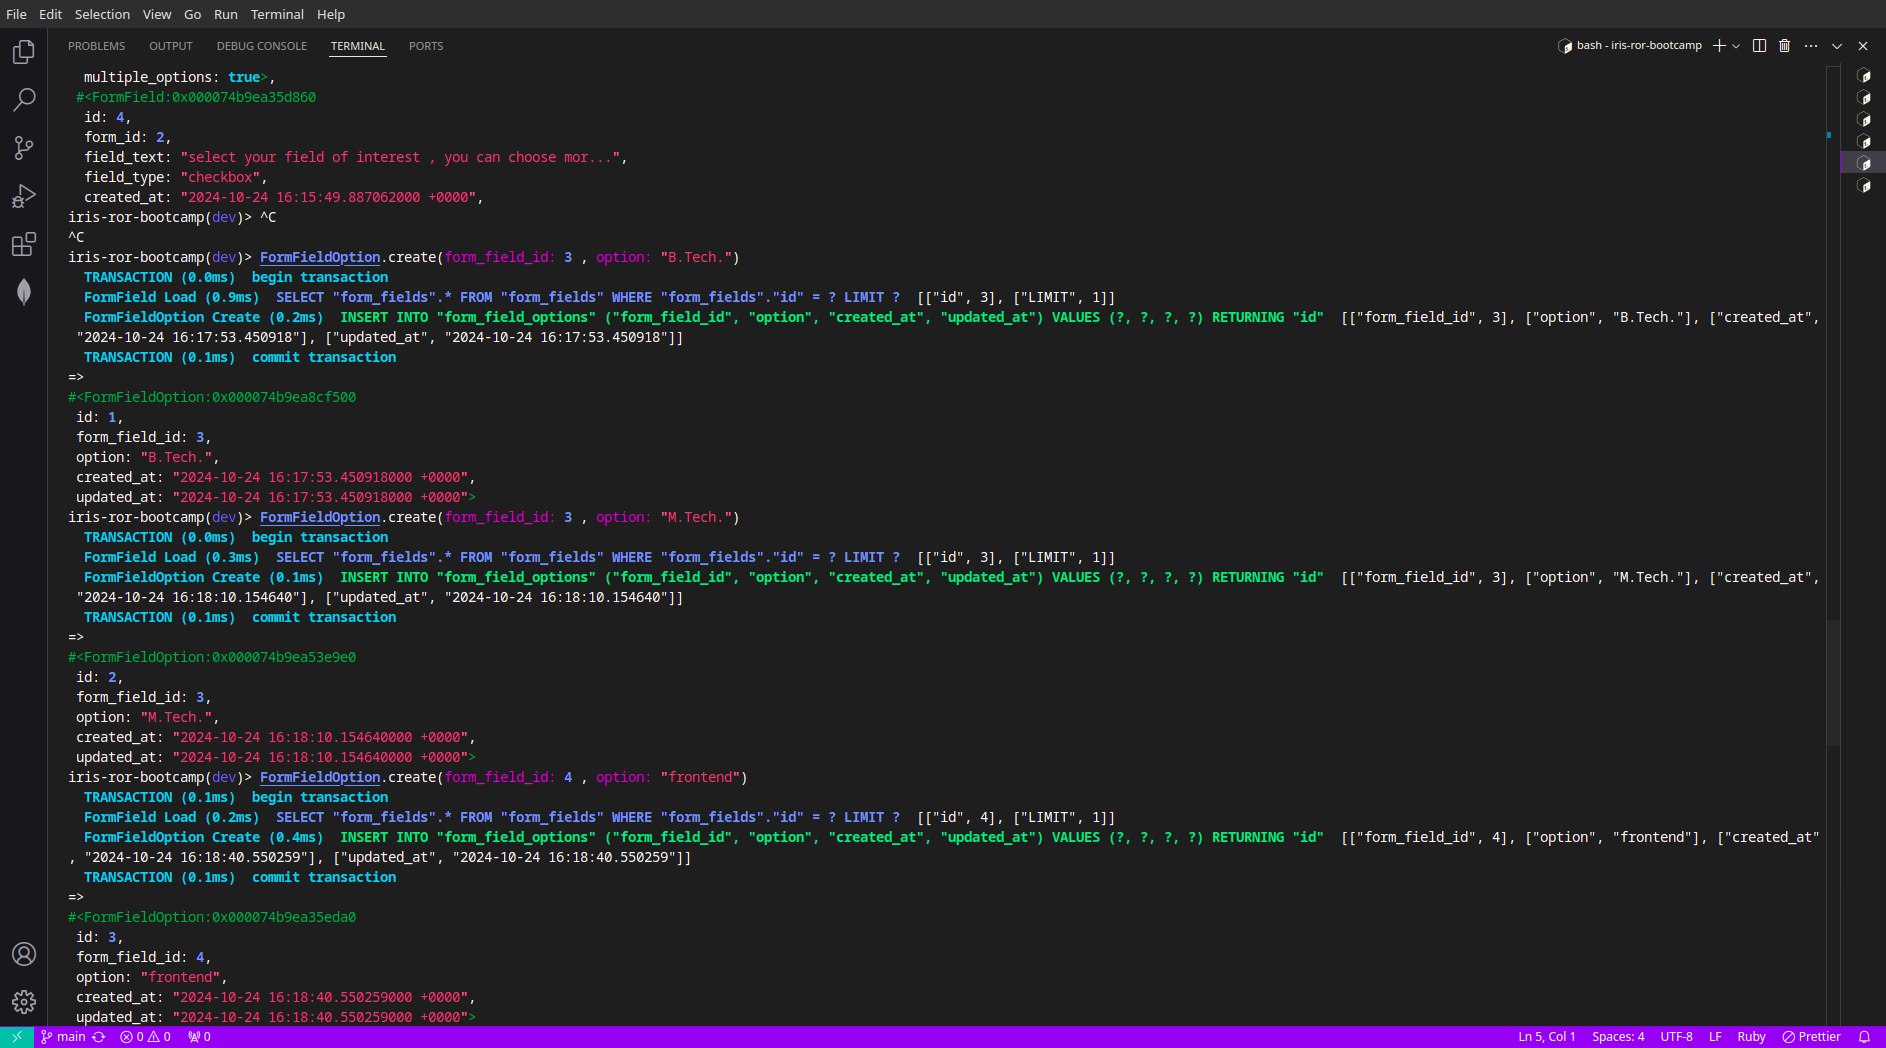 File Edit Selection View Go Run Terminal Help
PROBLEMS OUTPUT DEBUG CONSOLE TERMINAL PORTS
bash - iris-ror-bootcamp
multiple_options: true>,
#<FormField:0x000074b9ea35d860
id: 4,
form_id: 2,
field_text: "select your field of interest , you can choose mor...",
field_type: "checkbox",
created_at: "2024-10-24 16:15:49.887062000 +0000",
iris-ror-bootcamp(dev)> ^C
^C
iris-ror-bootcamp(dev)> FormFieldOption.create(form_field_id: 3 , option: "B.Tech.")
TRANSACTION (0.0ms)  begin transaction
FormField Load (0.9ms)  SELECT "form_fields".* FROM "form_fields" WHERE "form_fields"."id" = ? LIMIT ?  [["id", 3], ["LIMIT", 1]]
FormFieldOption Create (0.2ms)  INSERT INTO "form_field_options" ("form_field_id", "option", "created_at", "updated_at") VALUES (?, ?, ?, ?) RETURNING "id"  [["form_field_id", 3], ["option", "B.Tech."], ["created_at",
"2024-10-24 16:17:53.450918"], ["updated_at", "2024-10-24 16:17:53.450918"]]
TRANSACTION (0.1ms)  commit transaction
=>
#<FormFieldOption:0x000074b9ea8cf500
id: 1,
form_field_id: 3,
option: "B.Tech.",
created_at: "2024-10-24 16:17:53.450918000 +0000",
updated_at: "2024-10-24 16:17:53.450918000 +0000">
iris-ror-bootcamp(dev)> FormFieldOption.create(form_field_id: 3 , option: "M.Tech.")
TRANSACTION (0.0ms)  begin transaction
FormField Load (0.3ms)  SELECT "form_fields".* FROM "form_fields" WHERE "form_fields"."id" = ? LIMIT ?  [["id", 3], ["LIMIT", 1]]
FormFieldOption Create (0.1ms)  INSERT INTO "form_field_options" ("form_field_id", "option", "created_at", "updated_at") VALUES (?, ?, ?, ?) RETURNING "id"  [["form_field_id", 3], ["option", "M.Tech."], ["created_at",
"2024-10-24 16:18:10.154640"], ["updated_at", "2024-10-24 16:18:10.154640"]]
TRANSACTION (0.1ms)  commit transaction
=>
#<FormFieldOption:0x000074b9ea53e9e0
id: 2,
form_field_id: 3,
option: "M.Tech.",
created_at: "2024-10-24 16:18:10.154640000 +0000",
updated_at: "2024-10-24 16:18:10.154640000 +0000">
iris-ror-bootcamp(dev)> FormFieldOption.create(form_field_id: 4 , option: "frontend")
TRANSACTION (0.1ms)  begin transaction
FormField Load (0.2ms)  SELECT "form_fields".* FROM "form_fields" WHERE "form_fields"."id" = ? LIMIT ?  [["id", 4], ["LIMIT", 1]]
FormFieldOption Create (0.4ms)  INSERT INTO "form_field_options" ("form_field_id", "option", "created_at", "updated_at") VALUES (?, ?, ?, ?) RETURNING "id"  [["form_field_id", 4], ["option", "frontend"], ["created_at"
, "2024-10-24 16:18:40.550259"], ["updated_at", "2024-10-24 16:18:40.550259"]]
TRANSACTION (0.1ms)  commit transaction
=>
#<FormFieldOption:0x000074b9ea35eda0
id: 3,
form_field_id: 4,
option: "frontend",
created_at: "2024-10-24 16:18:40.550259000 +0000",
updated_at: "2024-10-24 16:18:40.550259000 +0000">
main 0 0 0 Ln 5, Col 1 Spaces: 4 UTF-8 LF Ruby Prettier